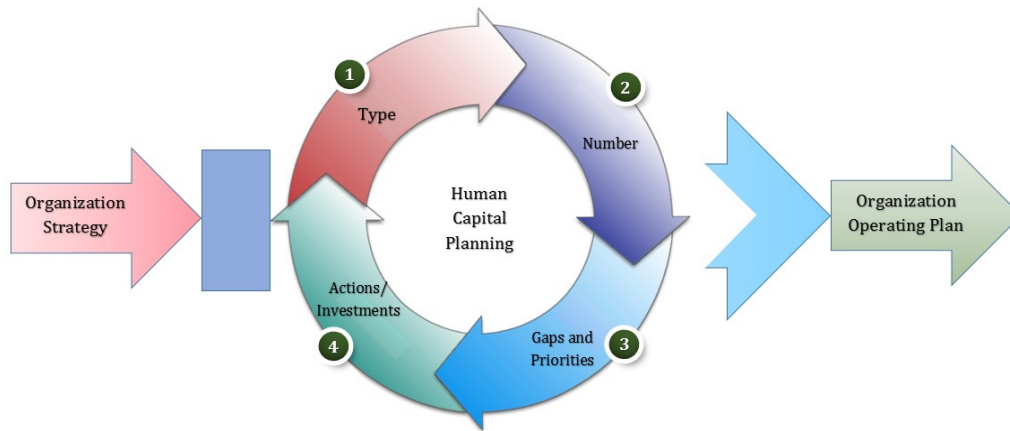 Organization
Strategy
1
Type
2
Number
Human
Capital
Planning
3
Gaps and
Priorities
4
Actions/
Investments
Organization
Operating Plan